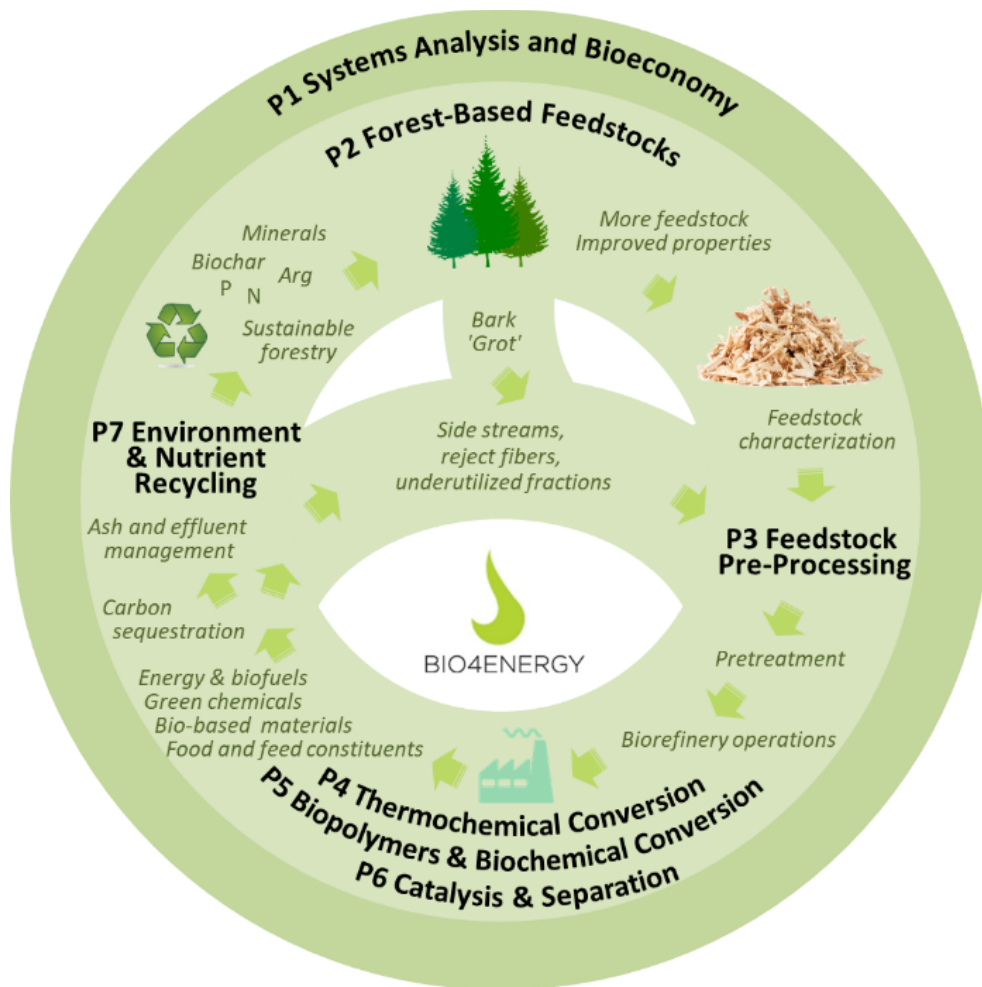 P1 Systems Analysis and Bioeconomy
P2 Forest-Based Feedstocks
More feedstock
Improved properties
Minerals
Biochar
Arg
P
N
Sustainable
forestry
Bark
'Grot'
Feedstock
characterization
P7 Environment
& Nutrient
Recycling
Side streams,
reject fibers,
underutilized fractions
Ash and effluent
management
P3 Feedstock
Pre-Processing
Carbon
sequestration
BIO4ENERGY
Pretreatment
Energy & biofuels
Green chemicals
Bio-based materials
Food and feed constituents
Biorefinery operations
P4 Thermochemical Conversion
P5 Biopolymers & Biochemical Conversion
P6 Catalysis & Separation